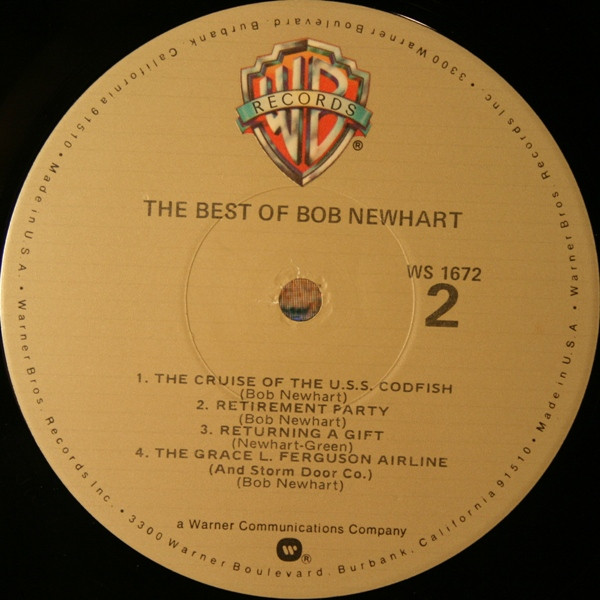 WB
RECORDS
®
THE BEST OF BOB NEWHART
WS 1672
2
1. THE CRUISE OF THE U.S.S. CODFISH
(Bob Newhart)
2. RETIREMENT PARTY
(Bob Newhart)
3. RETURNING A GIFT
(Newhart-Green)
4. THE GRACE L. FERGUSON AIRLINE
(And Storm Door Co.)
(Bob Newhart)
a Warner Communications Company
®
Warner Bros. Records Inc. • 3300 Warner Boulevard, Burbank, California 91510 • Made in U.S.A. • Warner Bros. Records Inc. • 3300 Warner Boulevard, Burbank, California 91510 • Made in U.S.A. •